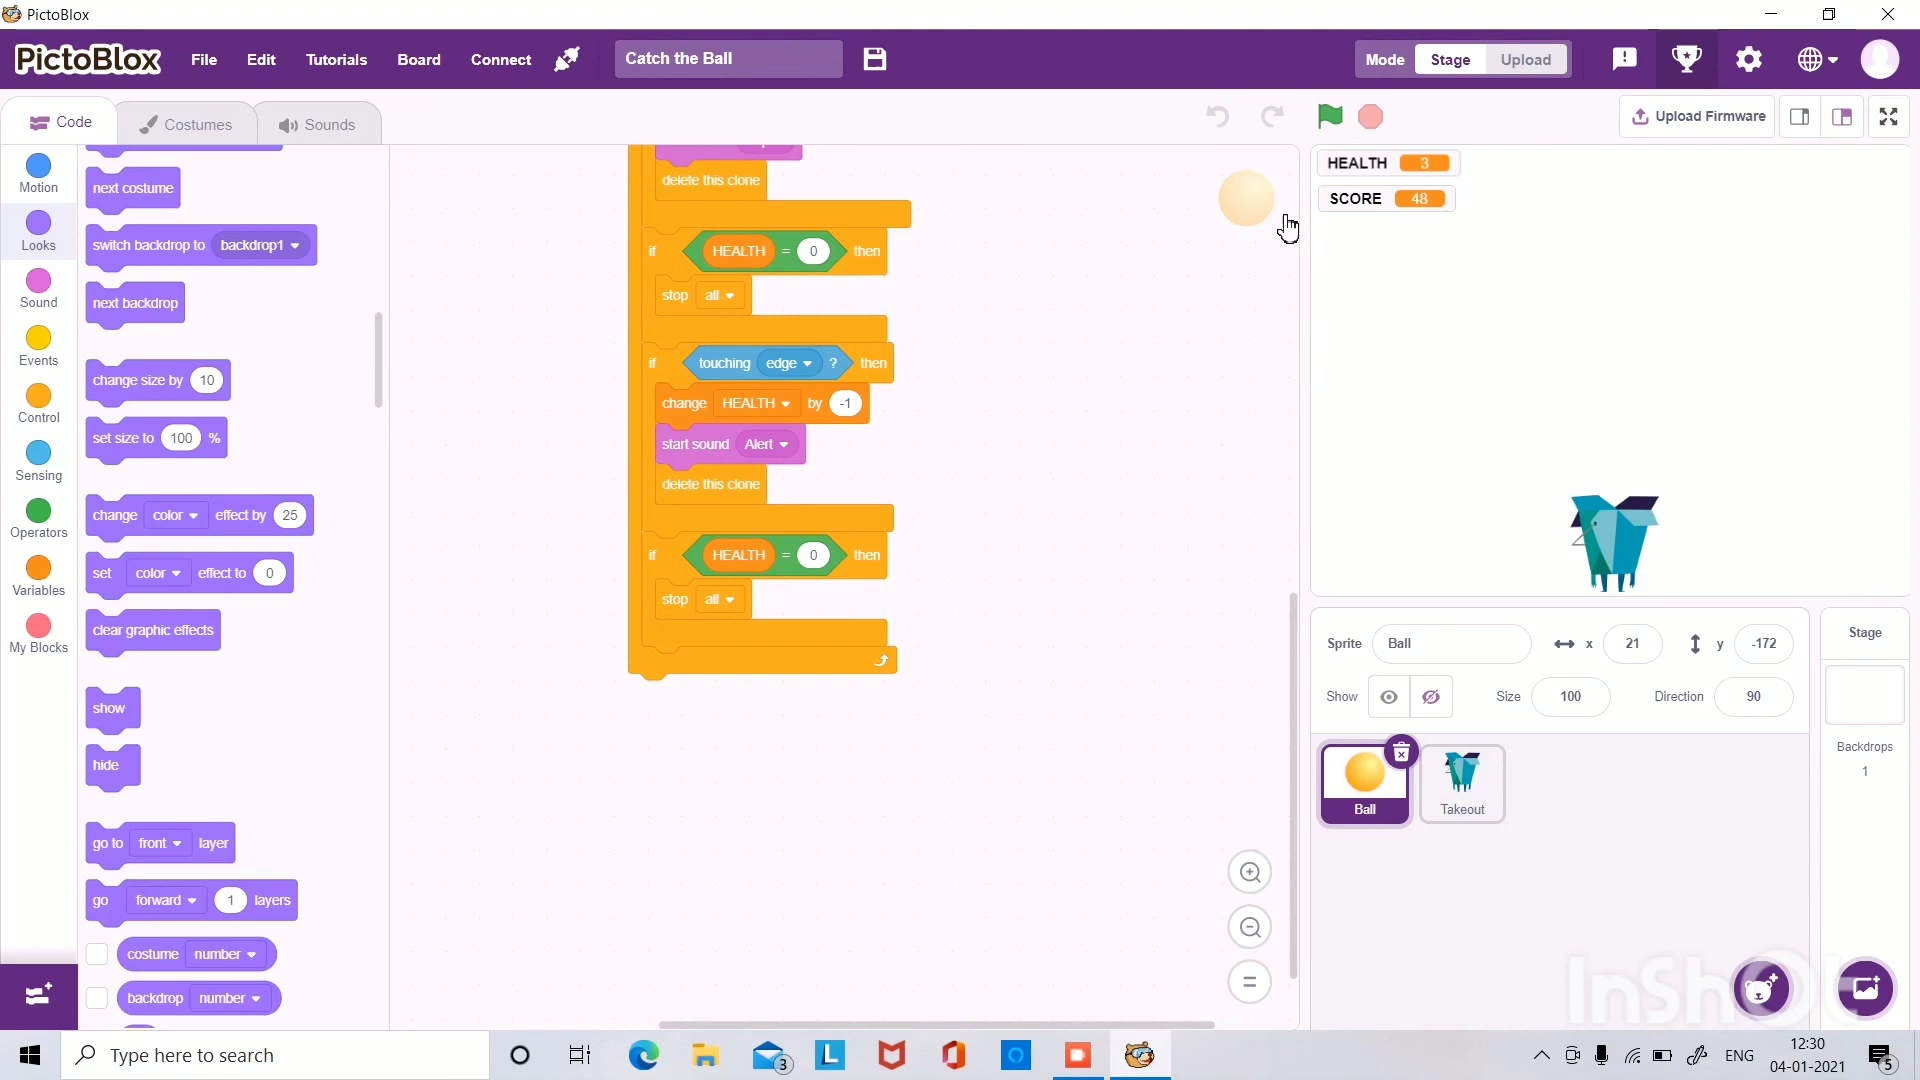 PictoBlox
PictoBlox File Edit Tutorials Board Connect Catch the Ball Mode Stage Upload
Code Costumes Sounds Upload Firmware
Motion
Looks
Sound
Events
Control
Sensing
Operators
Variables
My Blocks
next costume
switch backdrop to backdrop1
next backdrop
change size by 10
set size to 100 %
change color effect by 25
set color effect to 0
clear graphic effects
show
hide
go to front layer
go forward 1 layers
costume number
backdrop number
delete this clone
if HEALTH = 0 then
stop all
if touching edge ? then
change HEALTH by -1
start sound Alert
delete this clone
if HEALTH = 0 then
stop all
HEALTH 3
SCORE 48
Sprite Ball x 21 y -172
Show Size 100 Direction 90
Ball
Takeout
Stage
Backdrops
1
InShOt
Type here to search
3
L
ENG
12:30
04-01-2021
5